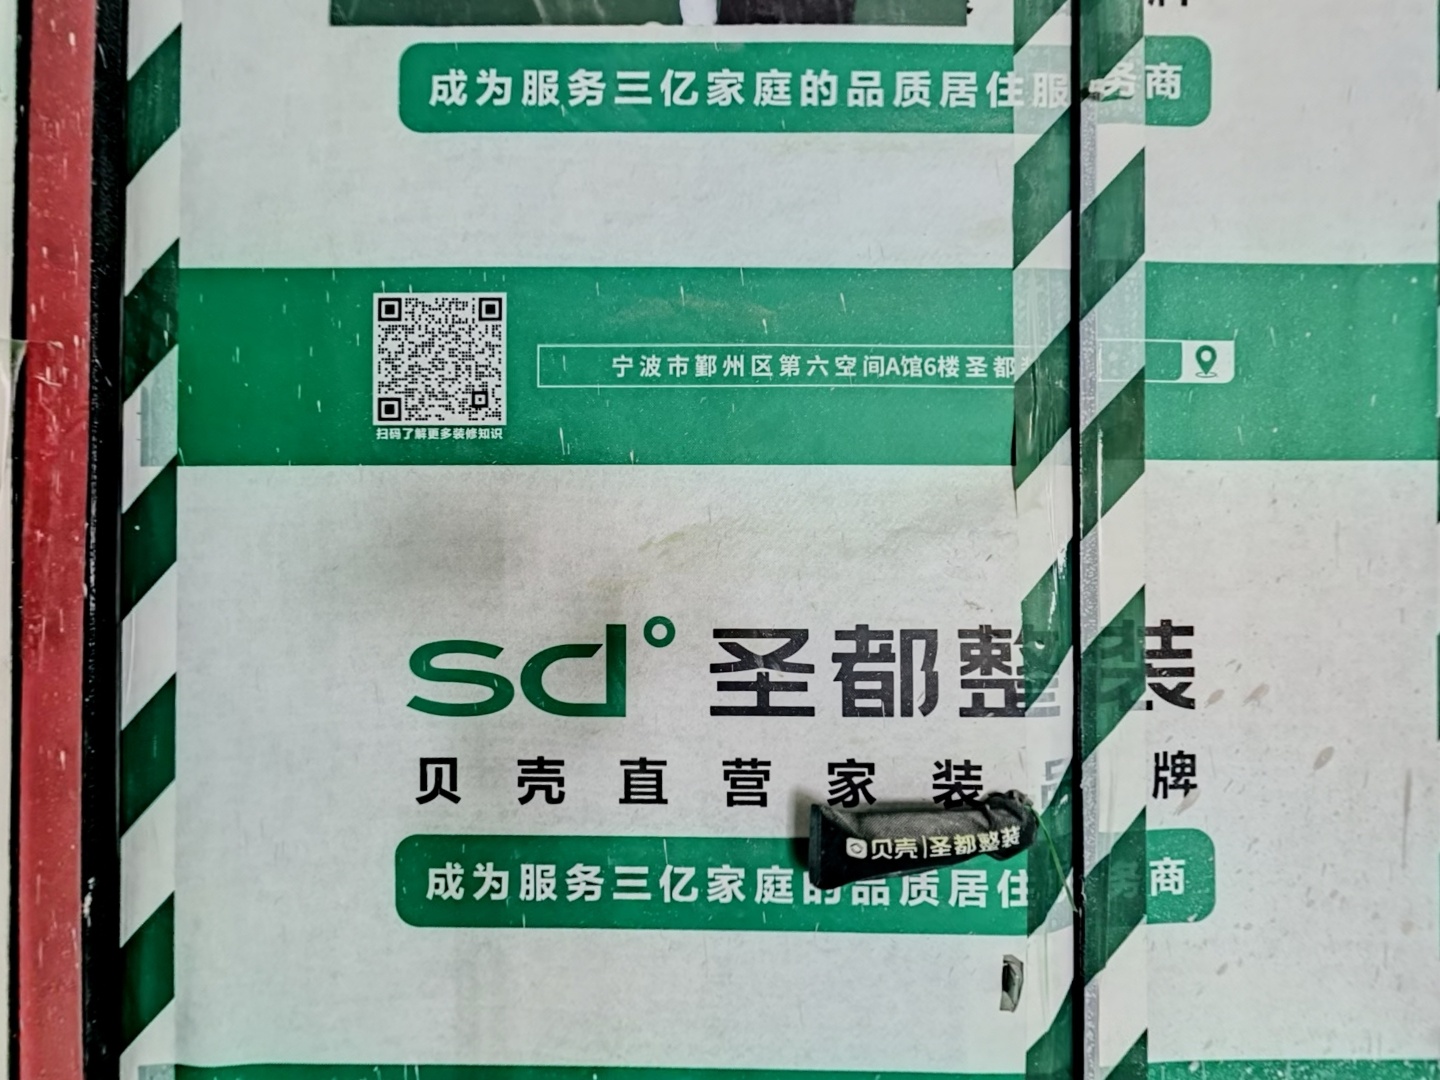 成为服务三亿家庭的品质居住服务商
宁波市鄞州区第六空间A馆6楼圣都
扫码了解更多装修知识
sd° 圣都整装
贝壳直营家装品牌
贝壳|圣都整装
成为服务三亿家庭的品质居住务商